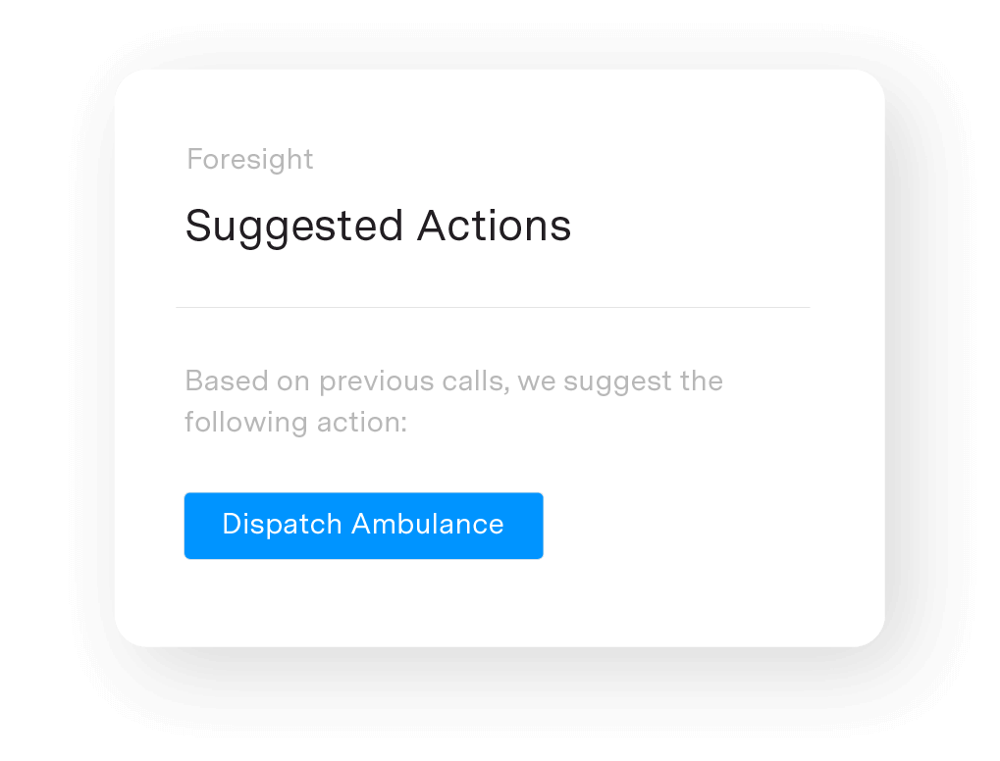 Foresight
Suggested Actions
Based on previous calls, we suggest the
following action:
Dispatch Ambulance